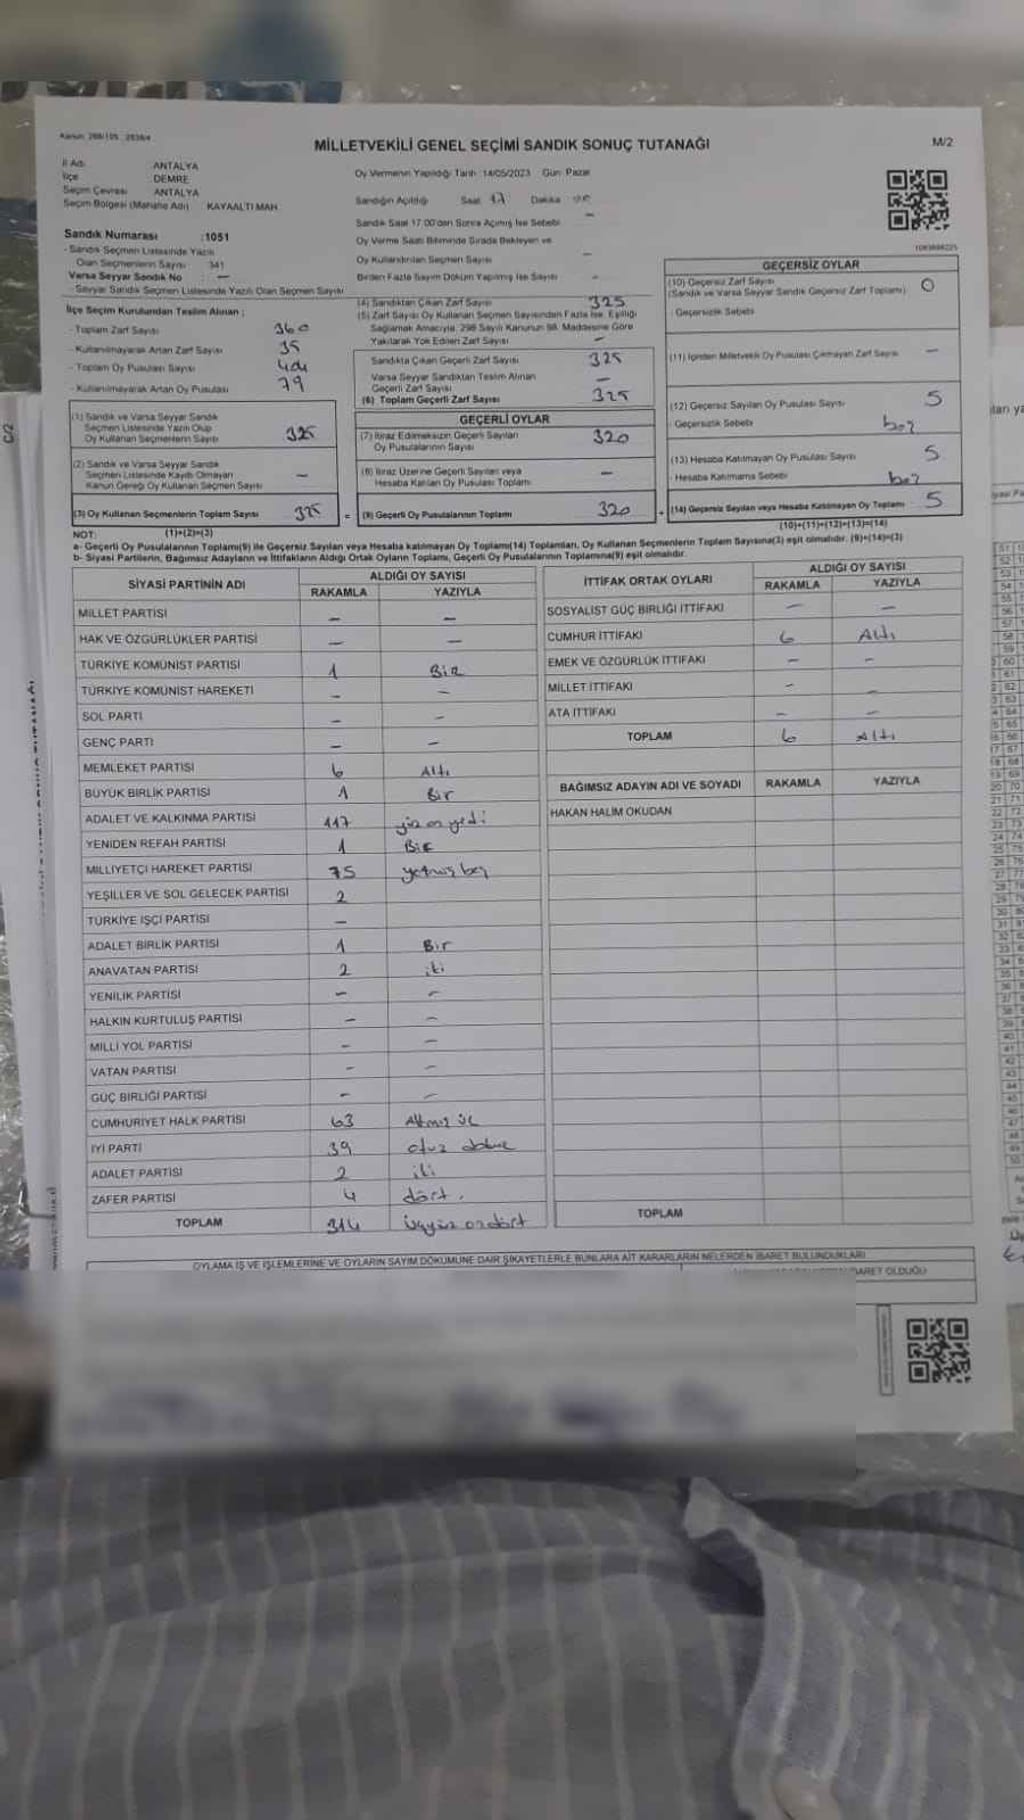 MİLLETVEKİLİ GENEL SEÇİMİ SANDIK SONUÇ TUTANAĞI
M/2
İl Adı ANTALYA
İlçe DEMRE
Seçim Çevresi ANTALYA
Seçim Bölgesi (Mahalle Adı) KAYAALTI MAH.
Oy Vermenin Yapıldığı Tarih :14/05/2023 Gün: Pazar
Sandığın Açıldığı Saat 17 Dakika
Sandık Saat 17.00'den Sonra Açılmış İse Sebebi –
Oy Verme Saati Bitiminde Sırada Bekleyen ve
Oy Kullandırılan Seçmen Sayısı –
Birden Fazla Sayım Döküm Yapılmış İse Sayısı –
Sandık Numarası :1051
- Sandık Seçmen Listesinde Yazılı
Olan Seçmenlerin Sayısı 341
Varsa Seyyar Sandık No –
- Seyyar Sandık Seçmen Listesinde Yazılı Olan Seçmen Sayısı
İlçe Seçim Kurulundan Teslim Alınan ;
- Toplam Zarf Sayısı 360
- Kullanılmayarak Artan Zarf Sayısı 35
- Toplam Oy Pusulası Sayısı 404
- Kullanılmayarak Artan Oy Pusulası 79
(1) Sandık ve Varsa Seyyar Sandık
Seçmen Listesinde Yazılı Olup
Oy Kullanan Seçmenlerin Sayısı 325
(2) Sandık ve Varsa Seyyar Sandık
Seçmen Listesinde Kayıtlı Olmayan
Kanun Gereği Oy Kullanan Seçmen Sayısı –
(3) Oy Kullanan Seçmenlerin Toplam Sayısı 325
(1)+(2)=(3)
(4) Sandıktan Çıkan Zarf Sayısı 325
(5) Zarf Sayısı Oy Kullanan Seçmen Sayısından Fazla İse, Eşitliği
Sağlamak Amacıyla, 298 Sayılı Kanunun 98. Maddesine Göre
Yakılarak Yok Edilen Zarf Sayısı –
Sandıkta Çıkan Geçerli Zarf Sayısı 325
Varsa Seyyar Sandıktan Teslim Alınan
Geçerli Zarf Sayısı –
(6) Toplam Geçerli Zarf Sayısı 325
GEÇERLİ OYLAR
(7) İtiraz Edilmeksizin Geçerli Sayılan
Oy Pusulalarının Sayısı 320
(8) İtiraz Üzerine Geçerli Sayılan veya
Hesaba Katılan Oy Pusulası Toplamı –
= (9) Geçerli Oy Pusulalarının Toplamı 320
GEÇERSİZ OYLAR
(10) Geçersiz Zarf Sayısı
(Sandık ve Varsa Seyyar Sandık Geçersiz Zarf Toplamı) 0
- Geçersizlik Sebebi
(11) İçinden Milletvekili Oy Pusulası Çıkmayan Zarf Sayısı –
(12) Geçersiz Sayılan Oy Pusulası Sayısı 5
- Geçersizlik Sebebi boş
(13) Hesaba Katılmayan Oy Pusulası Sayısı 5
- Hesaba Katılmama Sebebi boş
+ (14) Geçersiz Sayılan veya Hesaba Katılmayan Oy Toplamı 5
(10)+(11)+(12)+(13)=(14)
NOT:
a- Geçerli Oy Pusulalarının Toplamı(9) ile Geçersiz Sayılan veya Hesaba katılmayan Oy Toplamı(14) Toplamları, Oy Kullanan Seçmenlerin Toplam Sayısına(3) eşit olmalıdır. (9)+(14)=(3)
b- Siyasi Partilerin, Bağımsız Adayların ve İttifakların Aldığı Ortak Oyların Toplamı, Geçerli Oy Pusulalarının Toplamına(9) eşit olmalıdır.
SİYASİ PARTİNİN ADI ALDIĞI OY SAYISI
RAKAMLA YAZIYLA
MİLLET PARTİSİ – –
HAK VE ÖZGÜRLÜKLER PARTİSİ – –
TÜRKİYE KOMÜNİST PARTİSİ 1 Bir
TÜRKİYE KOMÜNİST HAREKETİ – –
SOL PARTİ – –
GENÇ PARTİ – –
MEMLEKET PARTİSİ 6 Altı
BÜYÜK BİRLİK PARTİSİ 1 Bir
ADALET VE KALKINMA PARTİSİ 117 yüz on yedi
YENİDEN REFAH PARTİSİ 1 Bir
MİLLİYETÇİ HAREKET PARTİSİ 75 yetmiş beş
YEŞİLLER VE SOL GELECEK PARTİSİ 2
TÜRKİYE İŞÇİ PARTİSİ –
ADALET BİRLİK PARTİSİ 1 Bir
ANAVATAN PARTİSİ 2 iki
YENİLİK PARTİSİ – –
HALKIN KURTULUŞ PARTİSİ – –
MİLLİ YOL PARTİSİ – –
VATAN PARTİSİ – –
GÜÇ BİRLİĞİ PARTİSİ – –
CUMHURİYET HALK PARTİSİ 63 Altmış üç
İYİ PARTİ 39 otuz dokuz
ADALET PARTİSİ 2 iki
ZAFER PARTİSİ 4 dört.
TOPLAM 314 üçyüz ondört
İTTİFAK ORTAK OYLARI ALDIĞI OY SAYISI
RAKAMLA YAZIYLA
SOSYALİST GÜÇ BİRLİĞİ İTTİFAKI – –
CUMHUR İTTİFAKI 6 Altı
EMEK VE ÖZGÜRLÜK İTTİFAKI – –
MİLLET İTTİFAKI – –
ATA İTTİFAKI – –
TOPLAM 6 Altı
BAĞIMSIZ ADAYIN ADI VE SOYADI RAKAMLA YAZIYLA
HAKAN HALİM OKUDAN
TOPLAM
OYLAMA İŞ VE İŞLEMLERİNE VE OYLARIN SAYIM DÖKÜMÜNE DAİR ŞİKAYETLERLE BUNLARA AİT KARARLARIN NELERDEN İBARET BULUNDUKLARI